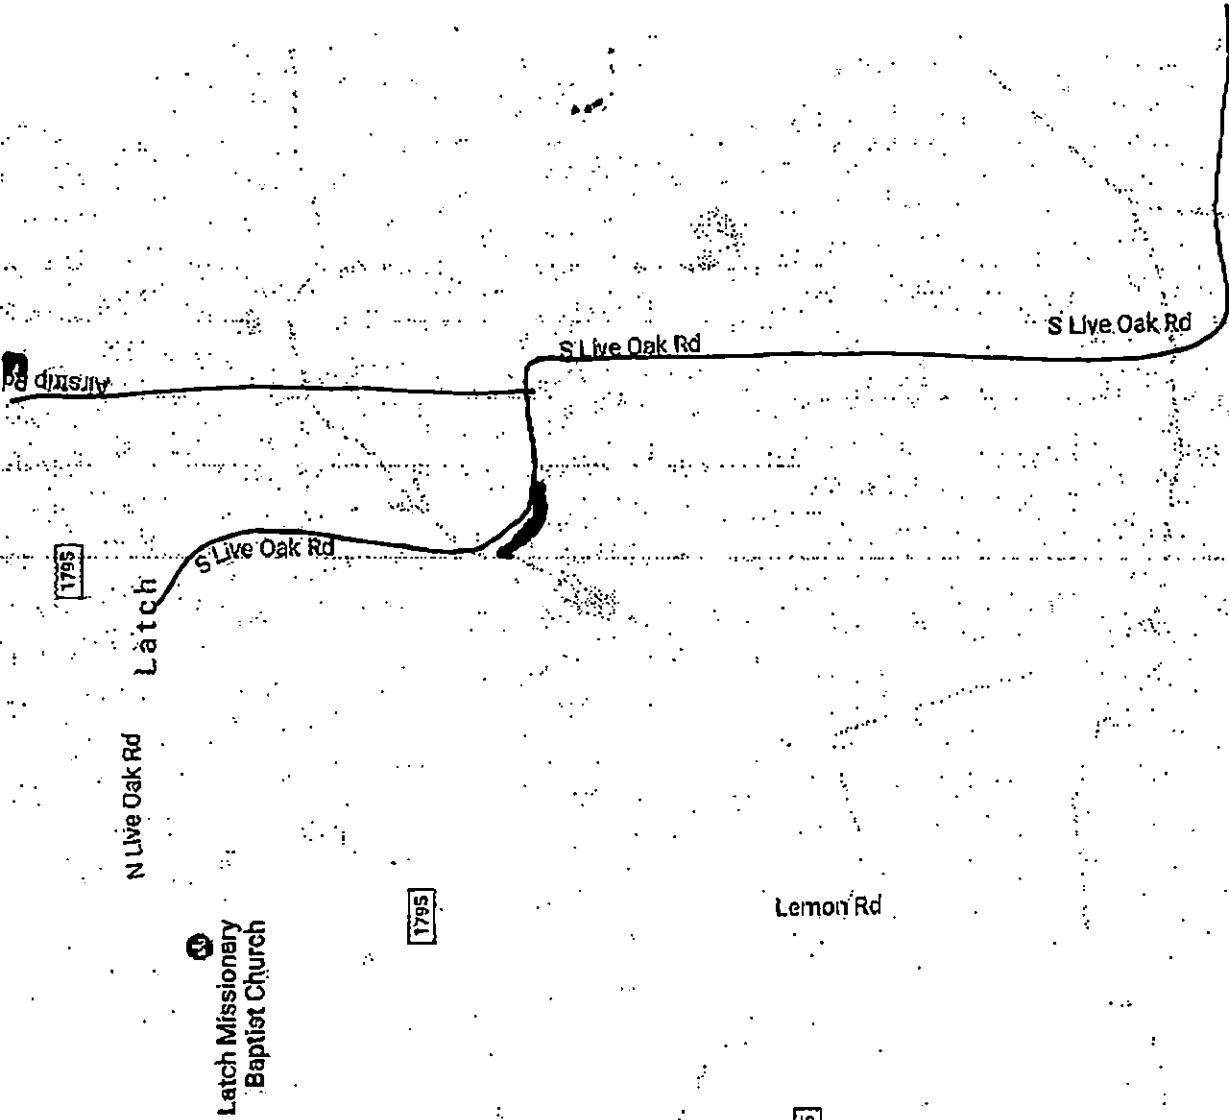 S Live Oak Rd
S Live Oak Rd
Airstrip Rd
S Live Oak Rd
1795
Latch
N Live Oak Rd
1795
Lemon Rd
Latch Missionary
Baptist Church